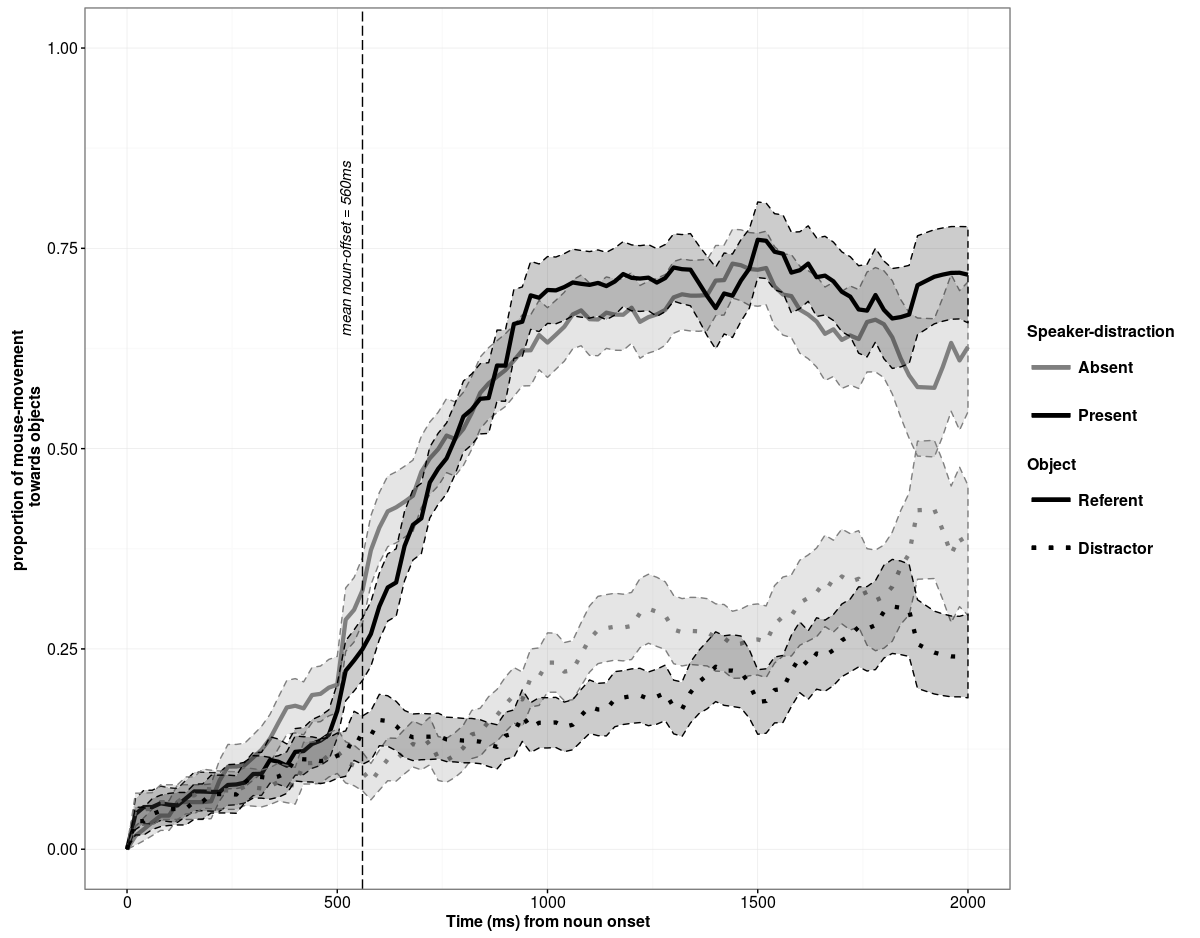 proportion of mouse-movement
towards objects
1.00
0.75
0.50
0.25
0.00
mean noun-offset = 560ms
0
500
1000
1500
2000
Time (ms) from noun onset
Speaker-distraction
Absent
Present
Object
Referent
Distractor